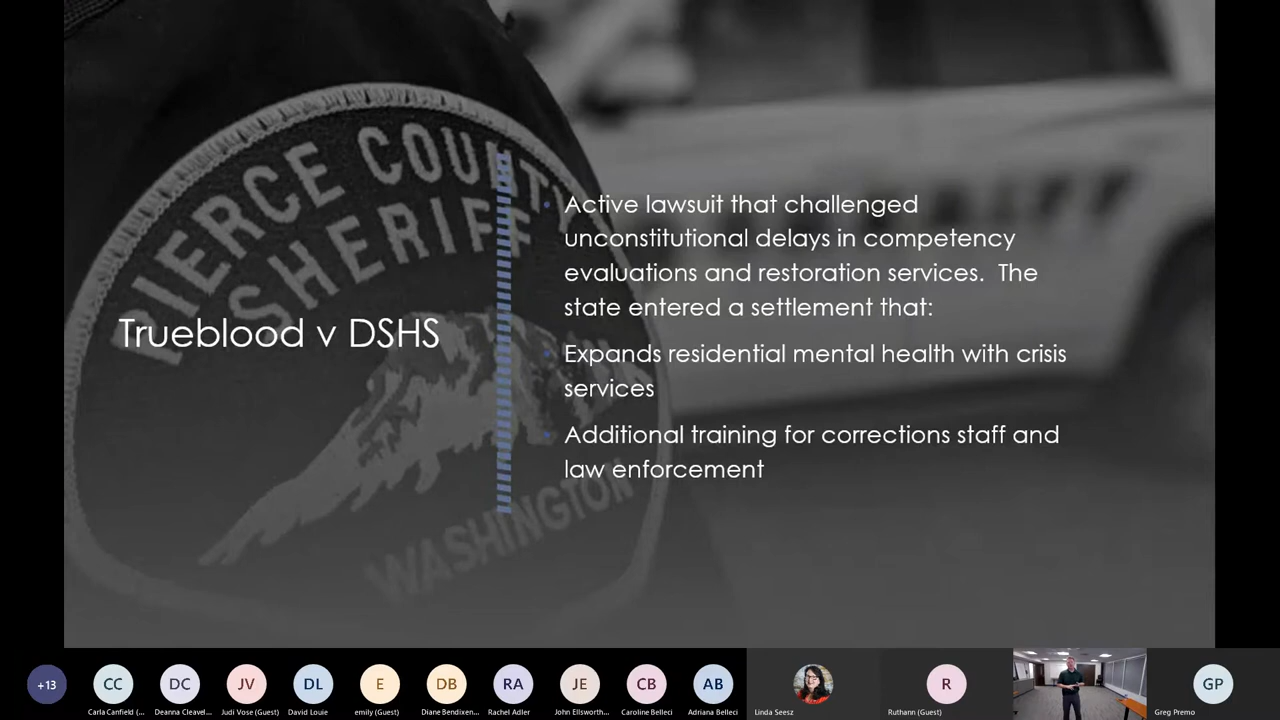 PIERCE COUNTY
SHERIFF
WASHINGTON
Trueblood v DSHS
Active lawsuit that challenged
unconstitutional delays in competency
evaluations and restoration services.  The
state entered a settlement that:
Expands residential mental health with crisis
services
Additional training for corrections staff and
law enforcement
+13
CC
DC
JV
DL
E
DB
RA
JE
CB
AB
R
GP
Carla Canfield (...
Deanna Cleavel...
Judi Vose (Guest)
David Louie
emily (Guest)
Diane Bendixen...
Rachel Adler
John Ellsworth...
Caroline Belleci
Adriana Belleci
Linda Seesz
Ruthann (Guest)
Greg Premo